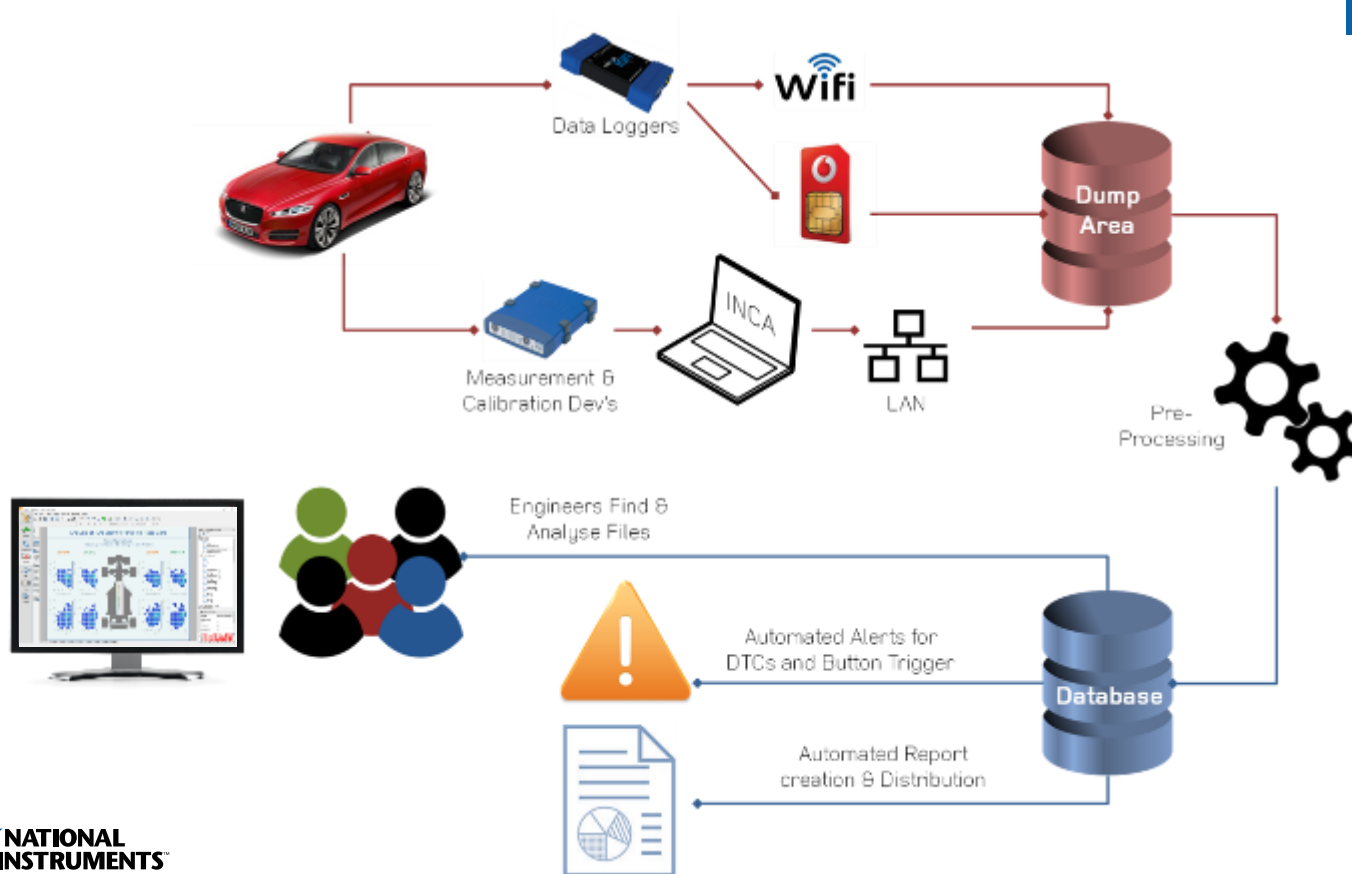 Wifi
Data Loggers
Dump
Area
INCA
Measurement &
Calibration Dev's
LAN
Pre-
Processing
Engineers Find &
Analyse Files
Automated Alerts for
DTCs and Button Trigger
Database
Automated Report
creation & Distribution
NATIONAL
INSTRUMENTS™